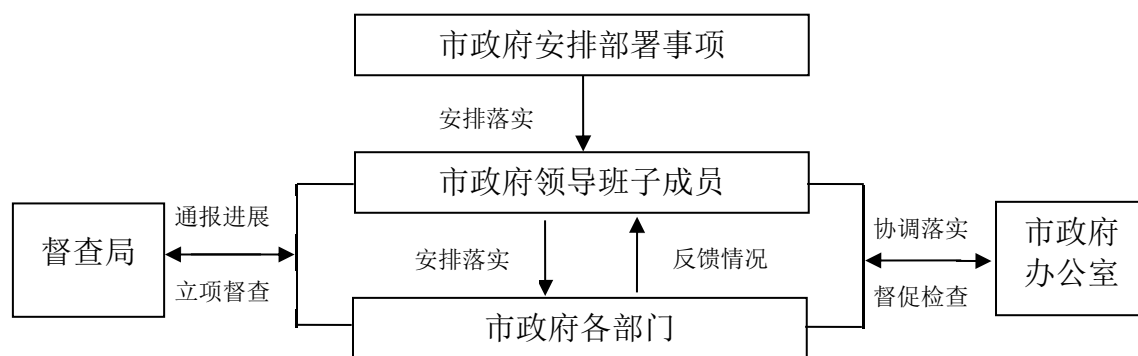 市政府安排部署事项
安排落实
市政府领导班子成员
通报进展
督查局
立项督查
安排落实
反馈情况
协调落实
督促检查
市政府
办公室
市政府各部门